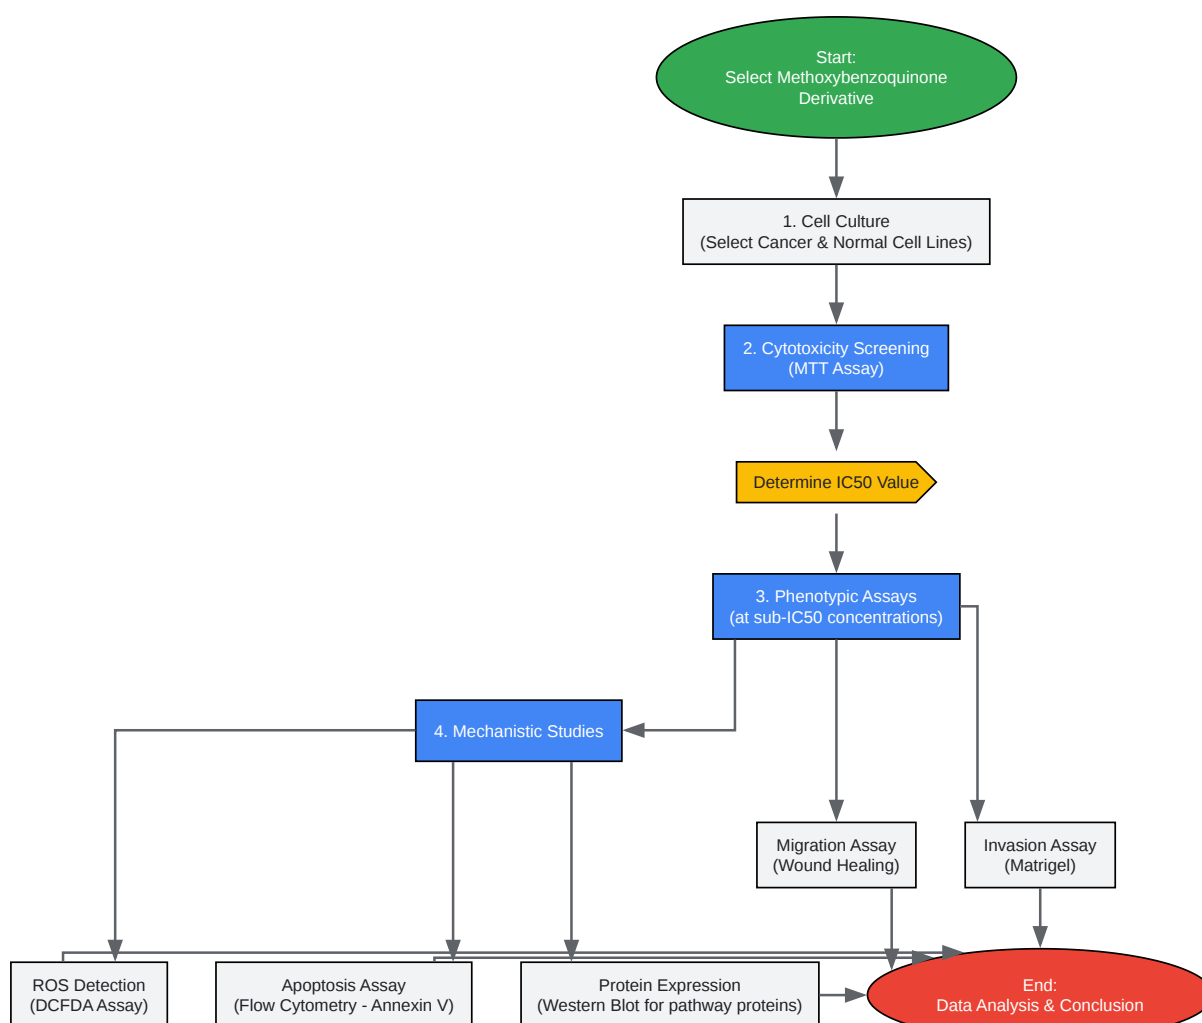 Start:
Select Methoxybenzoquinone
Derivative
1. Cell Culture
(Select Cancer & Normal Cell Lines)
2. Cytotoxicity Screening
(MTT Assay)
Determine IC50 Value
3. Phenotypic Assays
(at sub-IC50 concentrations)
4. Mechanistic Studies
Migration Assay
(Wound Healing)
Invasion Assay
(Matrigel)
ROS Detection
(DCFDA Assay)
Apoptosis Assay
(Flow Cytometry - Annexin V)
Protein Expression
(Western Blot for pathway proteins)
End:
Data Analysis & Conclusion